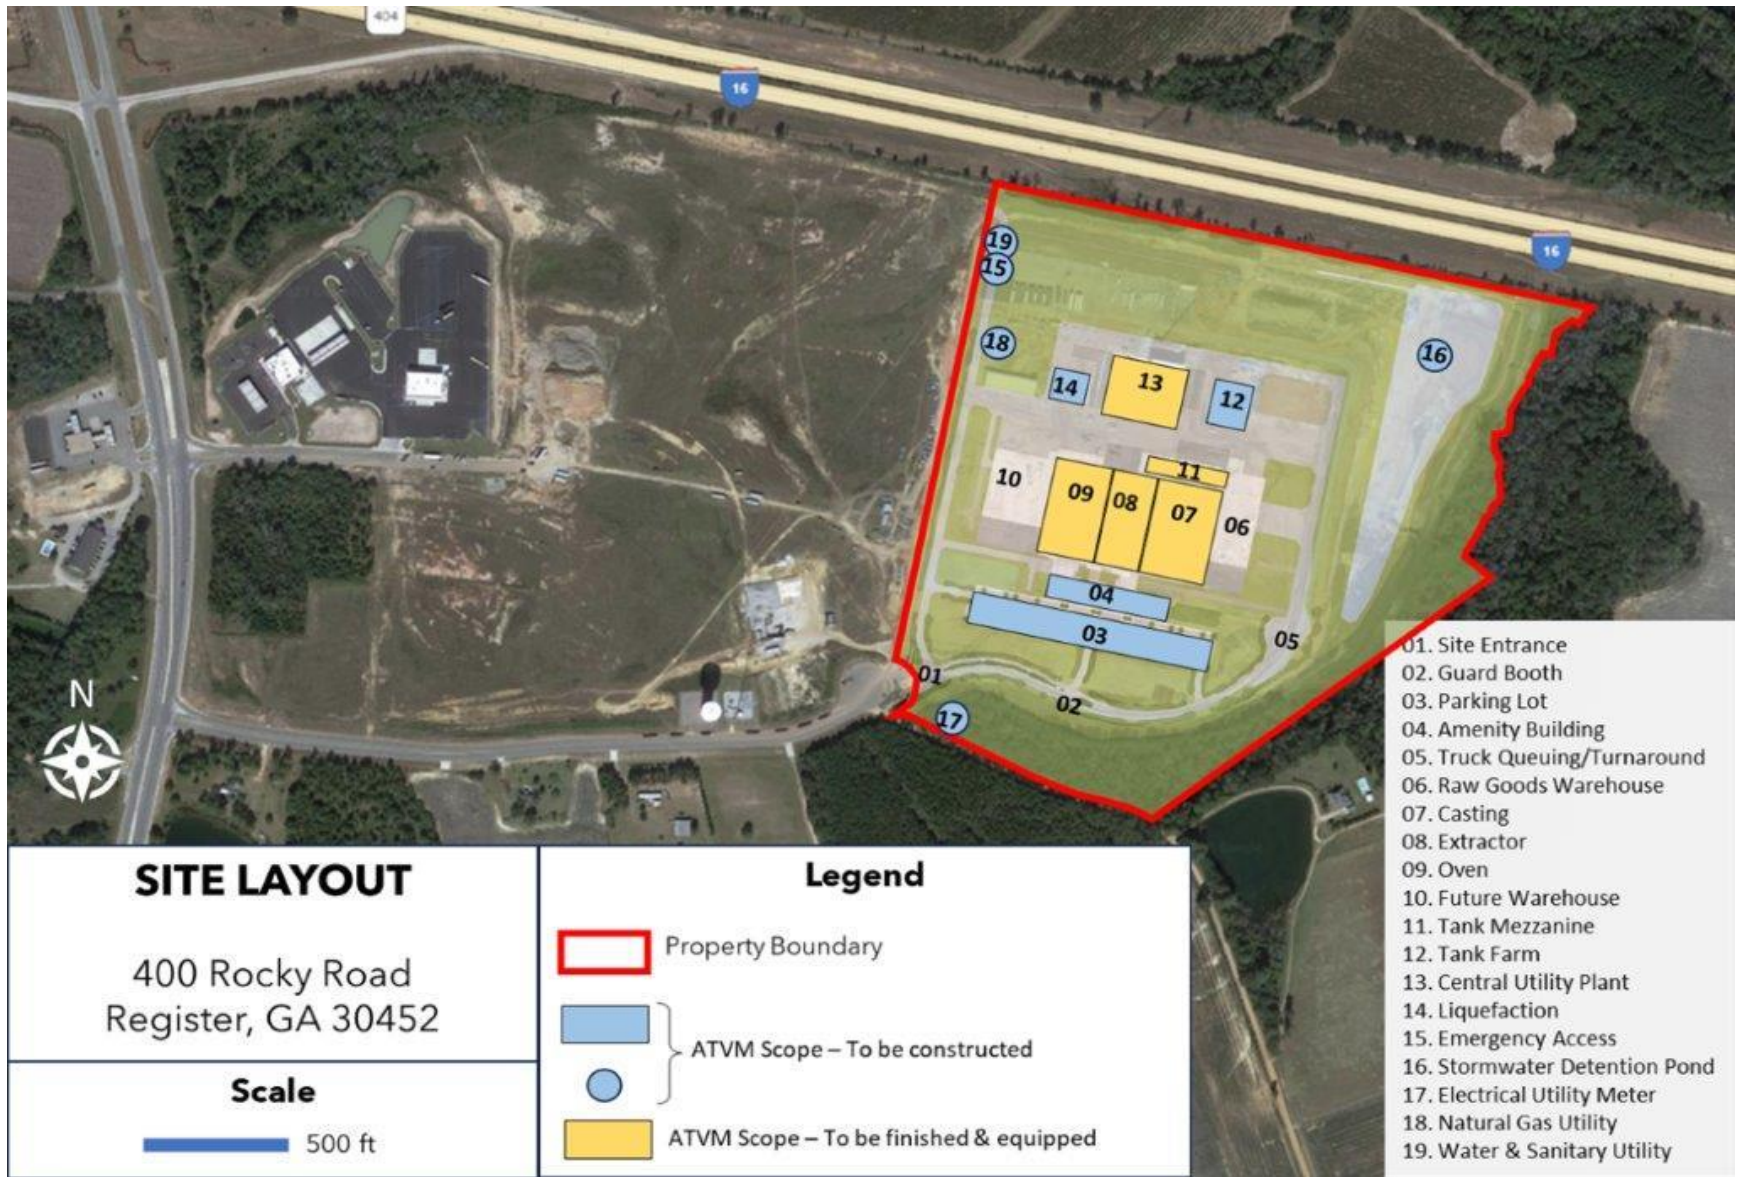 404
16
16
19
15
18
16
14
13
12
11
10
09
08
07
06
04
03
05
01
02
17
N
01. Site Entrance
02. Guard Booth
03. Parking Lot
04. Amenity Building
05. Truck Queuing/Turnaround
06. Raw Goods Warehouse
07. Casting
08. Extractor
09. Oven
10. Future Warehouse
11. Tank Mezzanine
12. Tank Farm
13. Central Utility Plant
14. Liquefaction
15. Emergency Access
16. Stormwater Detention Pond
17. Electrical Utility Meter
18. Natural Gas Utility
19. Water & Sanitary Utility
SITE LAYOUT
400 Rocky Road
Register, GA 30452
Scale
500 ft
Legend
Property Boundary
ATVM Scope – To be constructed
ATVM Scope – To be finished & equipped